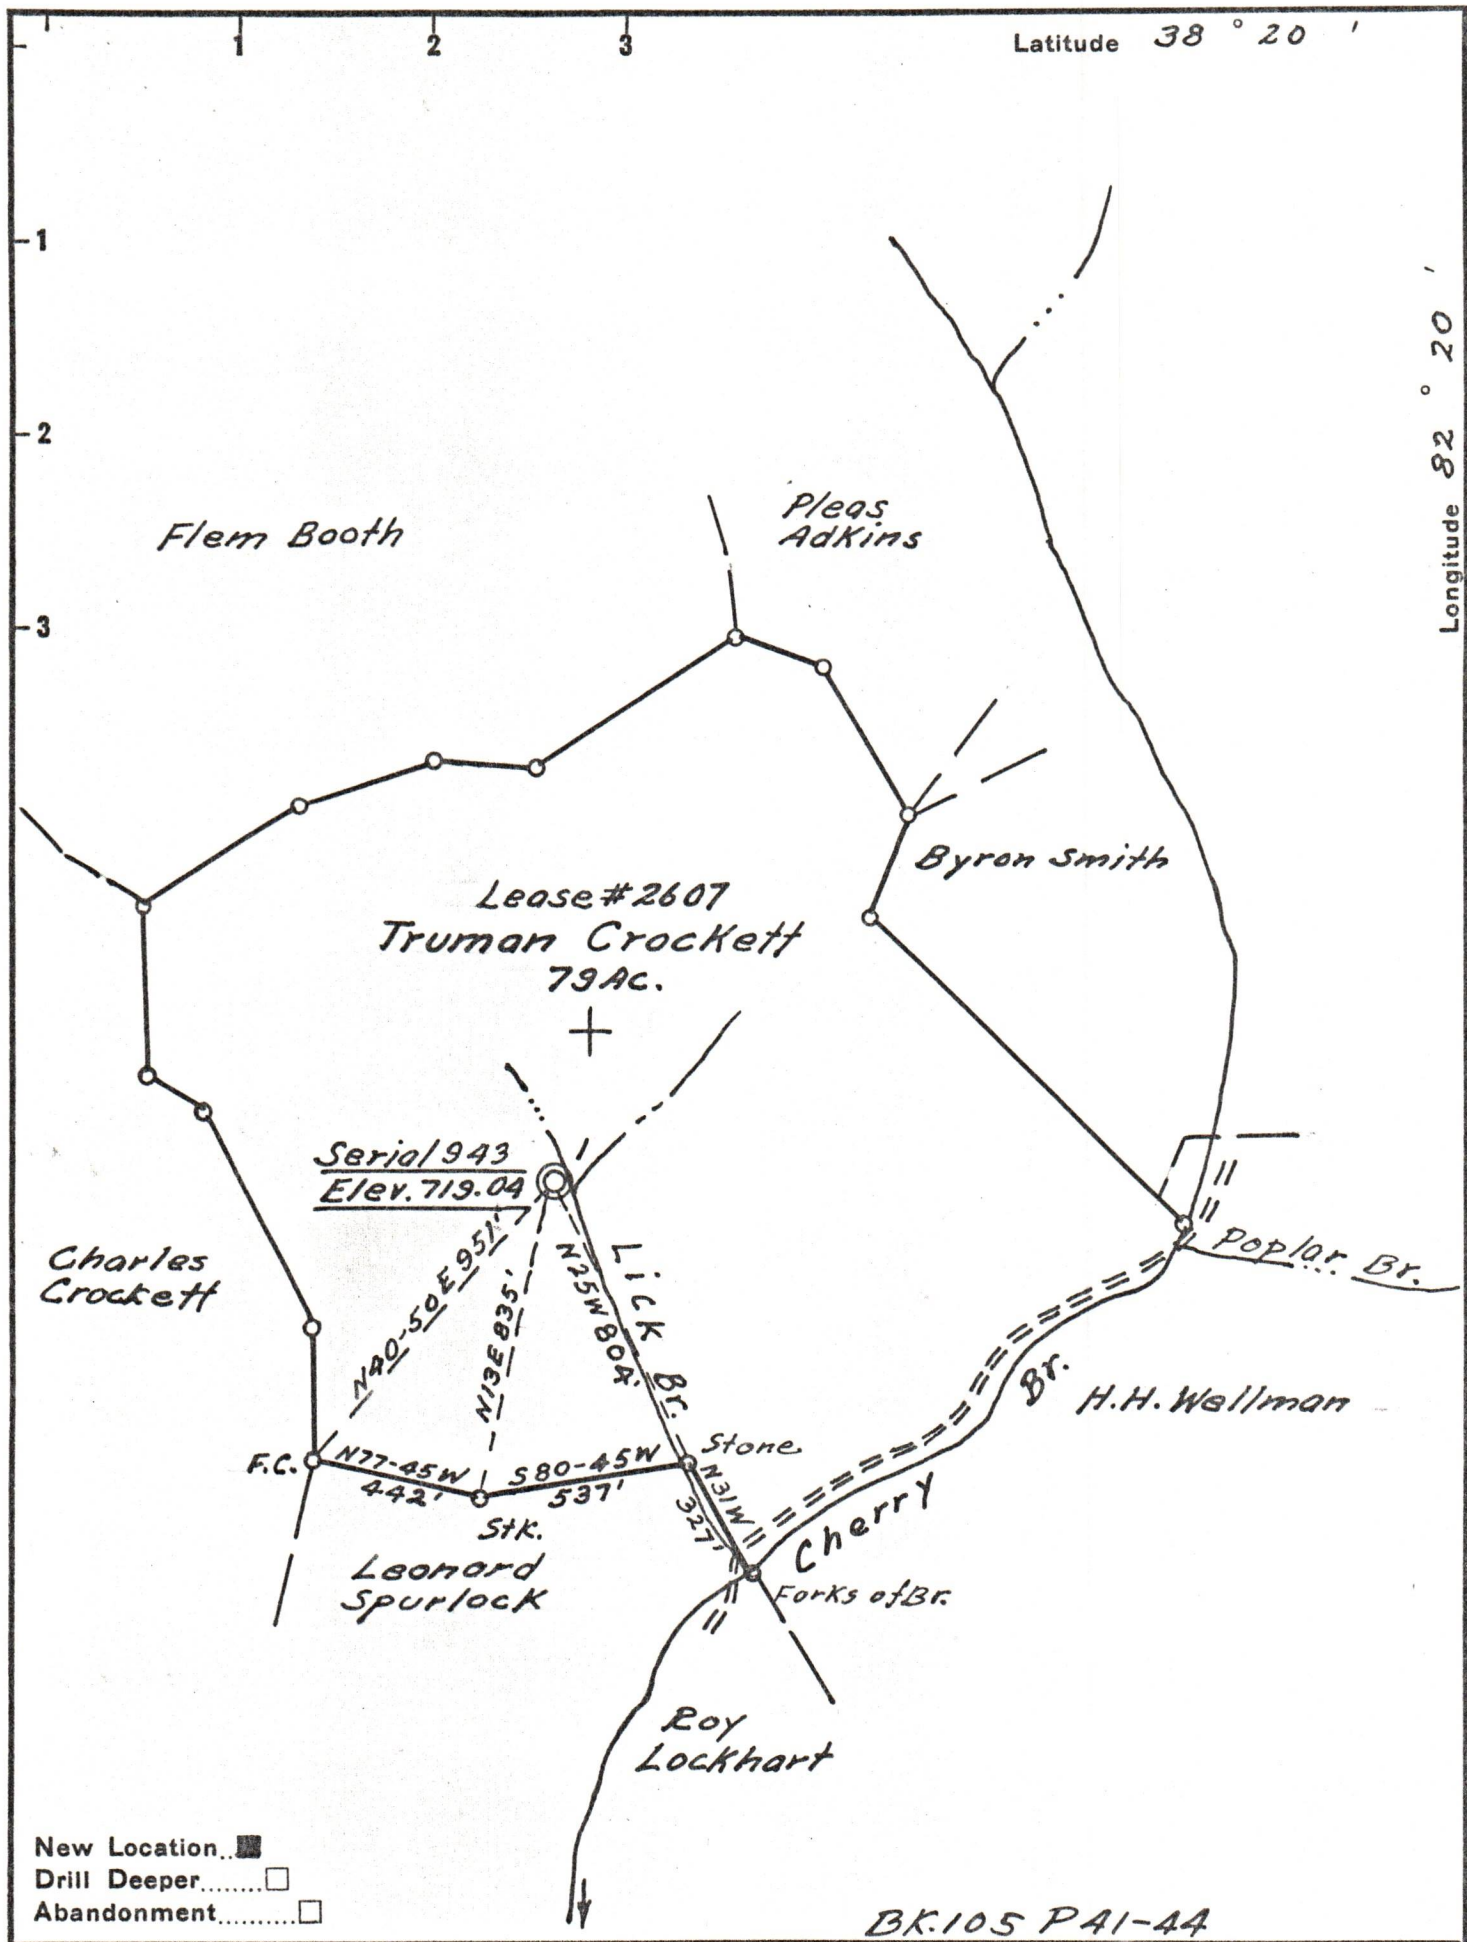 1 2 3
Latitude 38 ° 20 '
1
2
3
Longitude 82 ° 20 '
Flem Booth
Pleas
Adkins
Byron Smith
Lease #2607
Truman Crockett
79 Ac.
Serial 943
Elev. 719.04
Charles
Crockett
N40-50E 951'
N13E 835'
N25W 804'
Lick Br.
Poplar Br.
H.H. Wellman
Cherry Br.
F.C.
N77-45W
442'
S80-45W
537'
Stone
N31W
327'
Stk.
Leonard
Spurlock
Forks of Br.
Roy
Lockhart
New Location..
Drill Deeper........
Abandonment.........
BK.105 P41-44